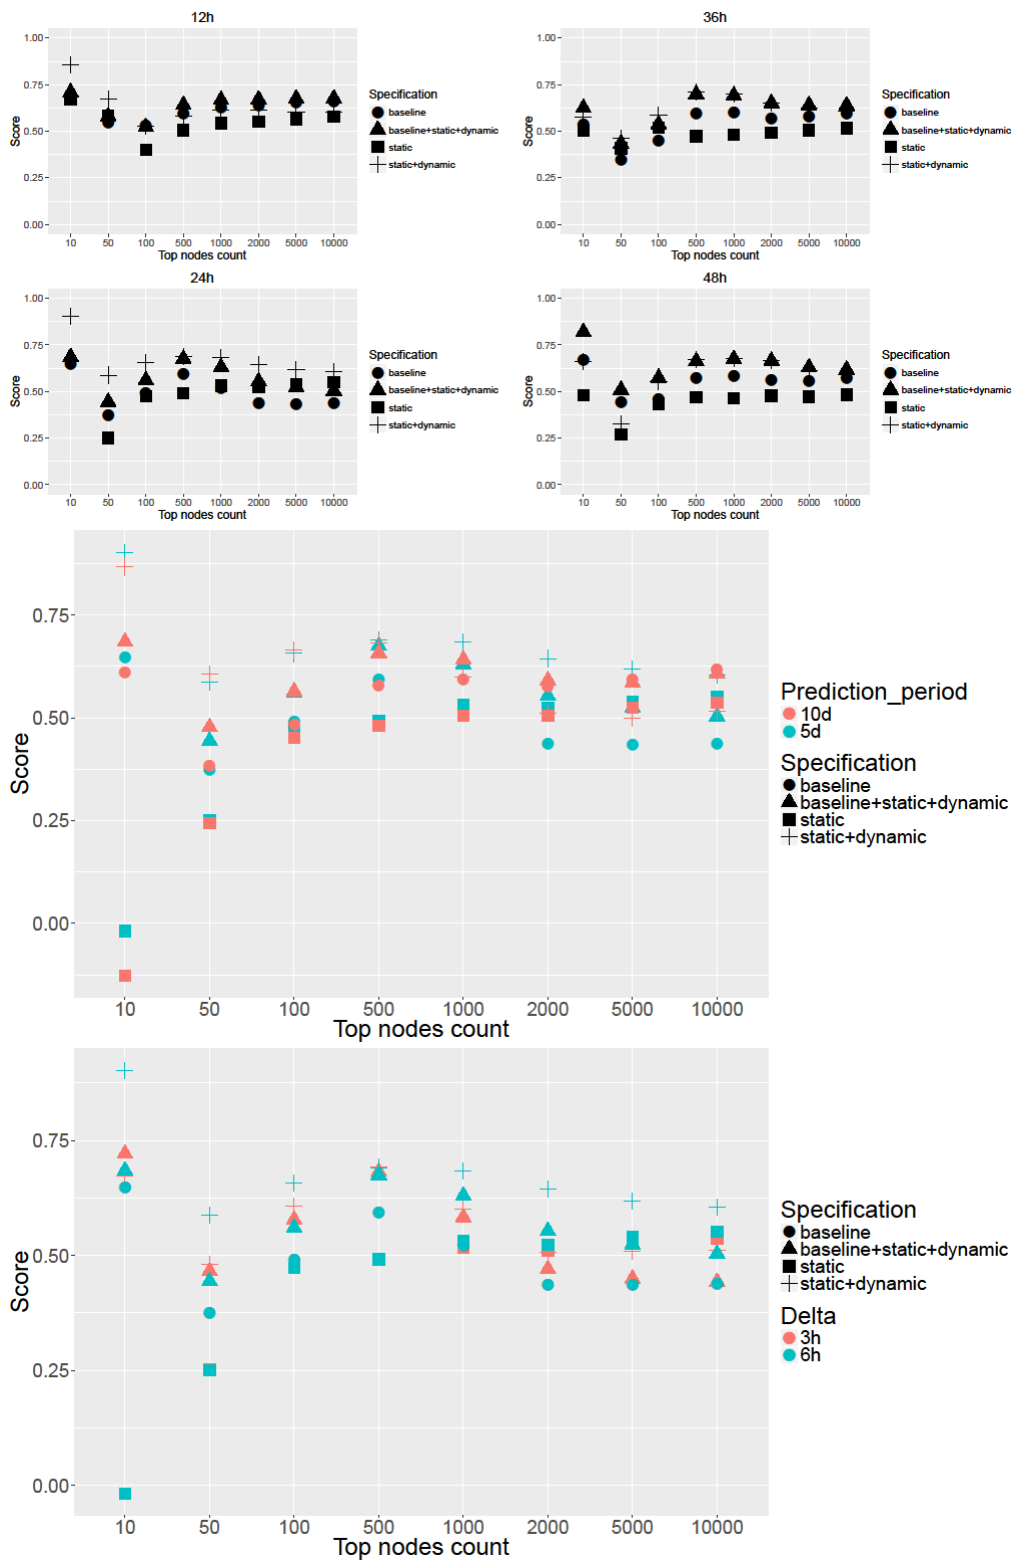 12h
1.00
0.75
0.50
0.25
0.00
Score
10 50 100 500 1000 2000 5000 10000
Top nodes count
Specification
baseline
baseline+static+dynamic
static
static+dynamic
36h
1.00
0.75
0.50
0.25
0.00
Score
10 50 100 500 1000 2000 5000 10000
Top nodes count
Specification
baseline
baseline+static+dynamic
static
static+dynamic
24h
1.00
0.75
0.50
0.25
0.00
Score
10 50 100 500 1000 2000 5000 10000
Top nodes count
Specification
baseline
baseline+static+dynamic
static
static+dynamic
48h
1.00
0.75
0.50
0.25
0.00
Score
10 50 100 500 1000 2000 5000 10000
Top nodes count
Specification
baseline
baseline+static+dynamic
static
static+dynamic
0.75
0.50
0.25
0.00
Score
10 50 100 500 1000 2000 5000 10000
Top nodes count
Prediction_period
10d
5d
Specification
baseline
baseline+static+dynamic
static
static+dynamic
0.75
0.50
0.25
0.00
Score
10 50 100 500 1000 2000 5000 10000
Top nodes count
Specification
baseline
baseline+static+dynamic
static
static+dynamic
Delta
3h
6h